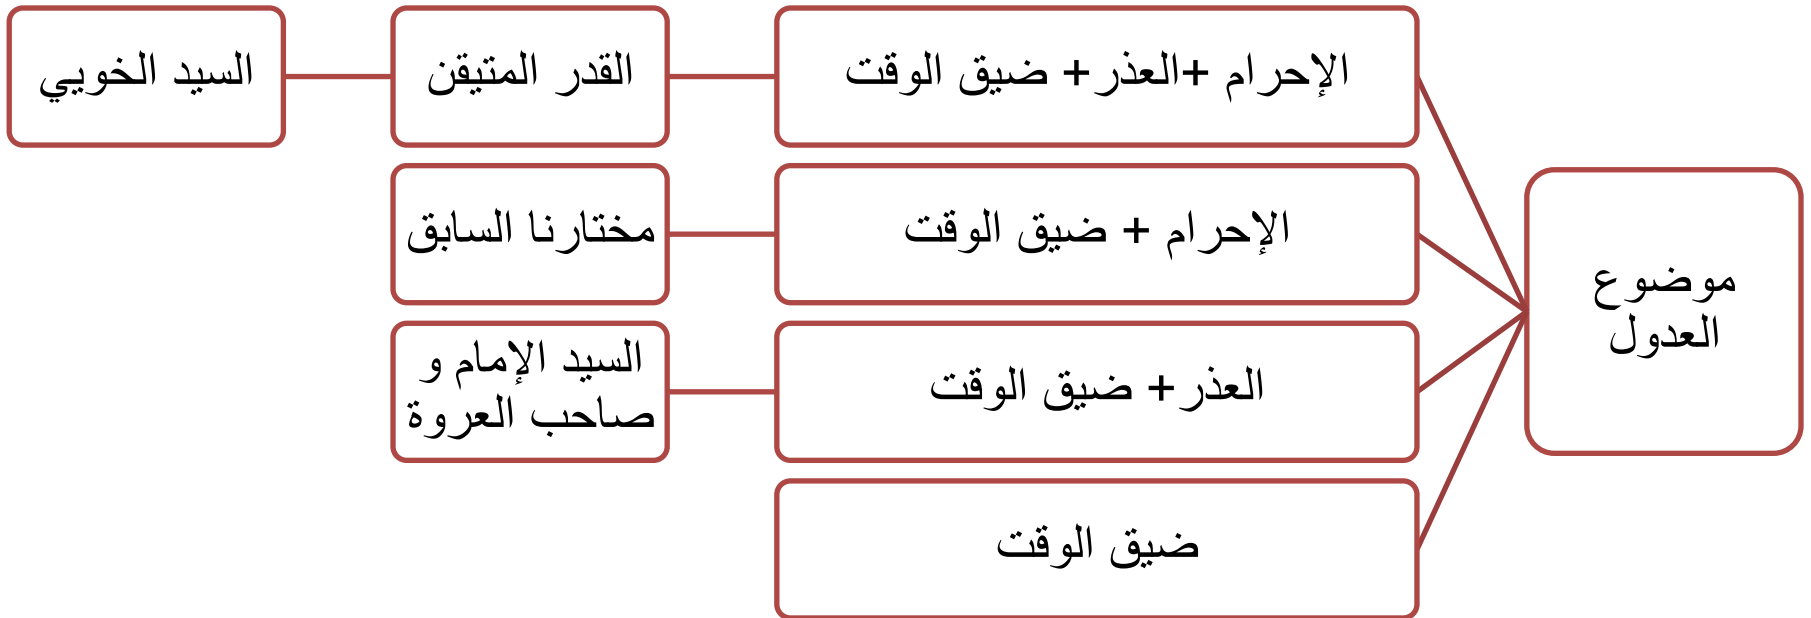 موضوع
العدول
الإحرام +العذر+ ضيق الوقت
القدر المتيقن
السيد الخويي
الإحرام + ضيق الوقت
مختارنا السابق
العذر+ ضيق الوقت
السيد الإمام و
صاحب العروة
ضيق الوقت